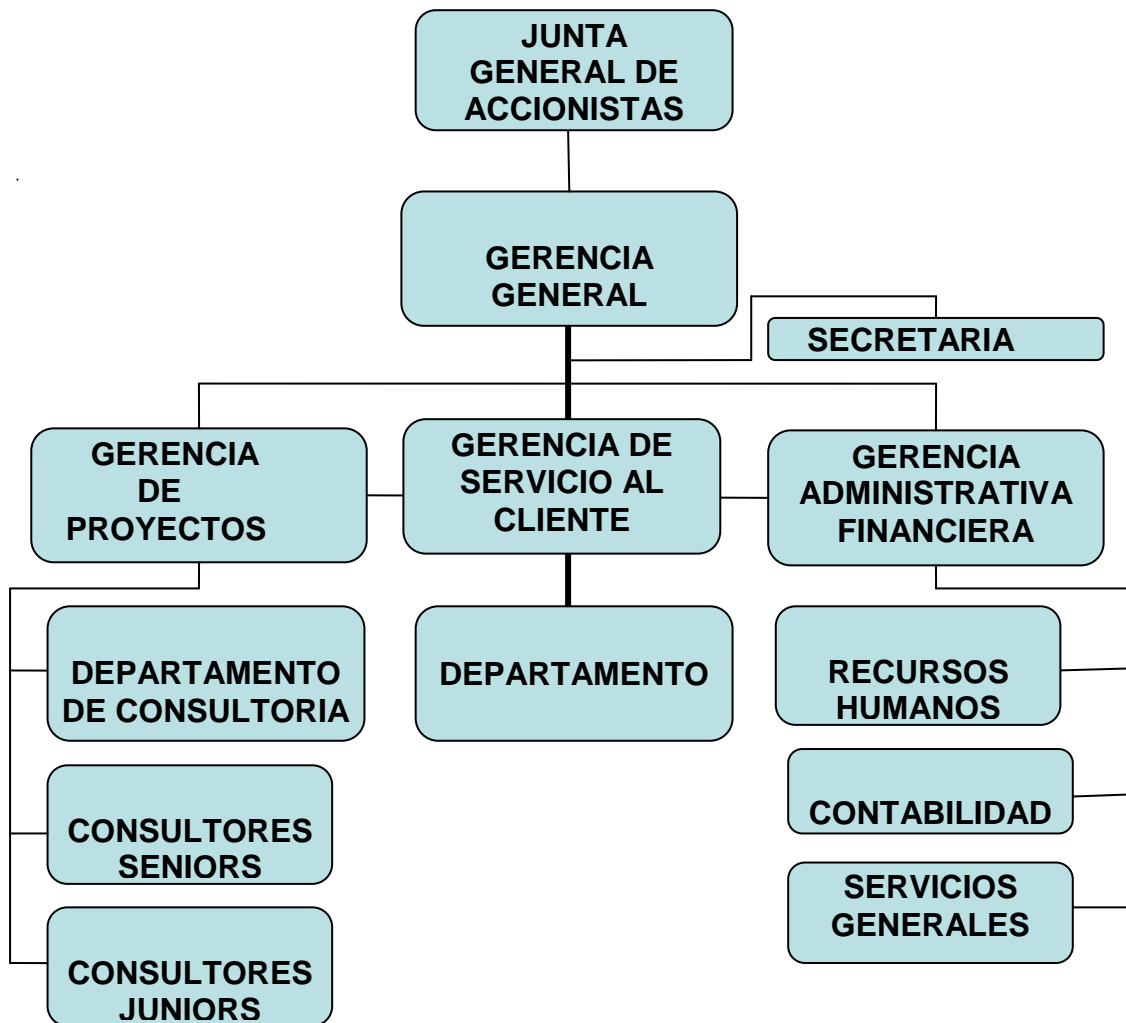 JUNTA
GENERAL DE
ACCIONISTAS
GERENCIA
GENERAL
SECRETARIA
GERENCIA
DE
PROYECTOS
GERENCIA DE
SERVICIO AL
CLIENTE
GERENCIA
ADMINISTRATIVA
FINANCIERA
DEPARTAMENTO
DE CONSULTORIA
DEPARTAMENTO
RECURSOS
HUMANOS
CONTABILIDAD
CONSULTORES
SENIORS
SERVICIOS
GENERALES
CONSULTORES
JUNIORS